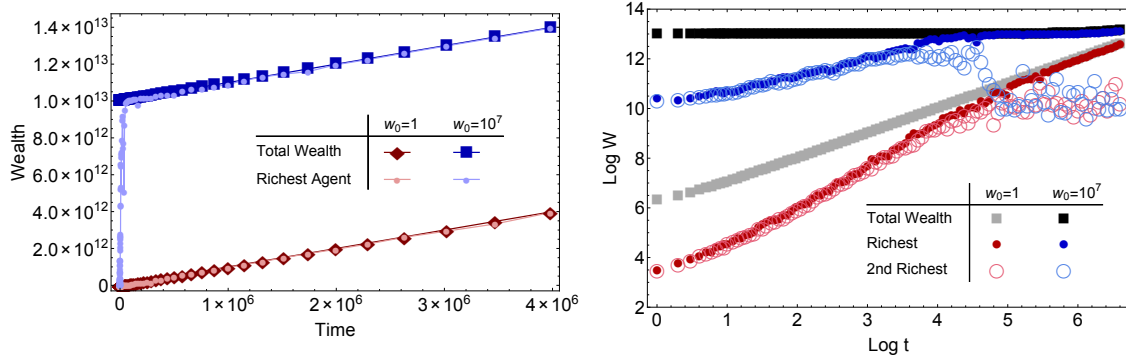 1.4×10¹³
1.2×10¹³
1.0×10¹³
8.0×10¹²
6.0×10¹²
4.0×10¹²
2.0×10¹²
0
Wealth
w₀=1 w₀=10⁷
Total Wealth
Richest Agent
0 1×10⁶ 2×10⁶ 3×10⁶ 4×10⁶
Time
14
12
10
8
6
4
2
Log W
w₀=1 w₀=10⁷
Total Wealth
Richest
2nd Richest
0 1 2 3 4 5 6
Log t